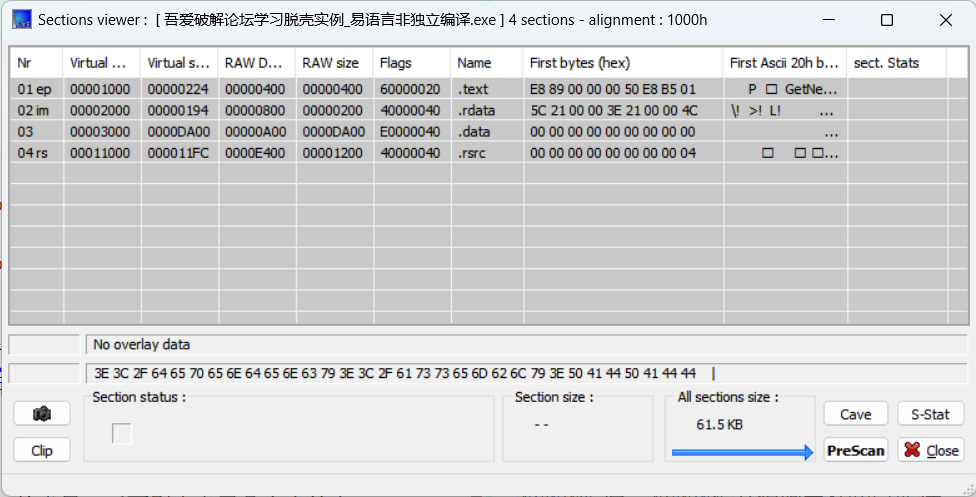 Sections viewer : [ 吾爱破解论坛学习脱壳实例_易语言非独立编译.exe ] 4 sections - alignment : 1000h
Nr Virtual ... Virtual s... RAW D... RAW size Flags Name First bytes (hex) First Ascii 20h b... sect. Stats
01 ep 00001000 00000224 00000400 00000400 60000020 .text E8 89 00 00 00 50 E8 B5 01 P □ GetNe...
02 im 00002000 00000194 00000800 00000200 40000040 .rdata 5C 21 00 00 3E 21 00 00 4C \! >! L! ...
03 00003000 0000DA00 00000A00 0000DA00 E0000040 .data 00 00 00 00 00 00 00 00 00 ...
04 rs 00011000 000011FC 0000E400 00001200 40000040 .rsrc 00 00 00 00 00 00 00 00 04 □ □ □...
No overlay data
3E 3C 2F 64 65 70 65 6E 64 65 6E 63 79 3E 3C 2F 61 73 73 65 6D 62 6C 79 3E 50 41 44 50 41 44 44 |
Section status :
Section size :
- -
All sections size :
61.5 KB
Cave
S-Stat
Clip
PreScan
Close